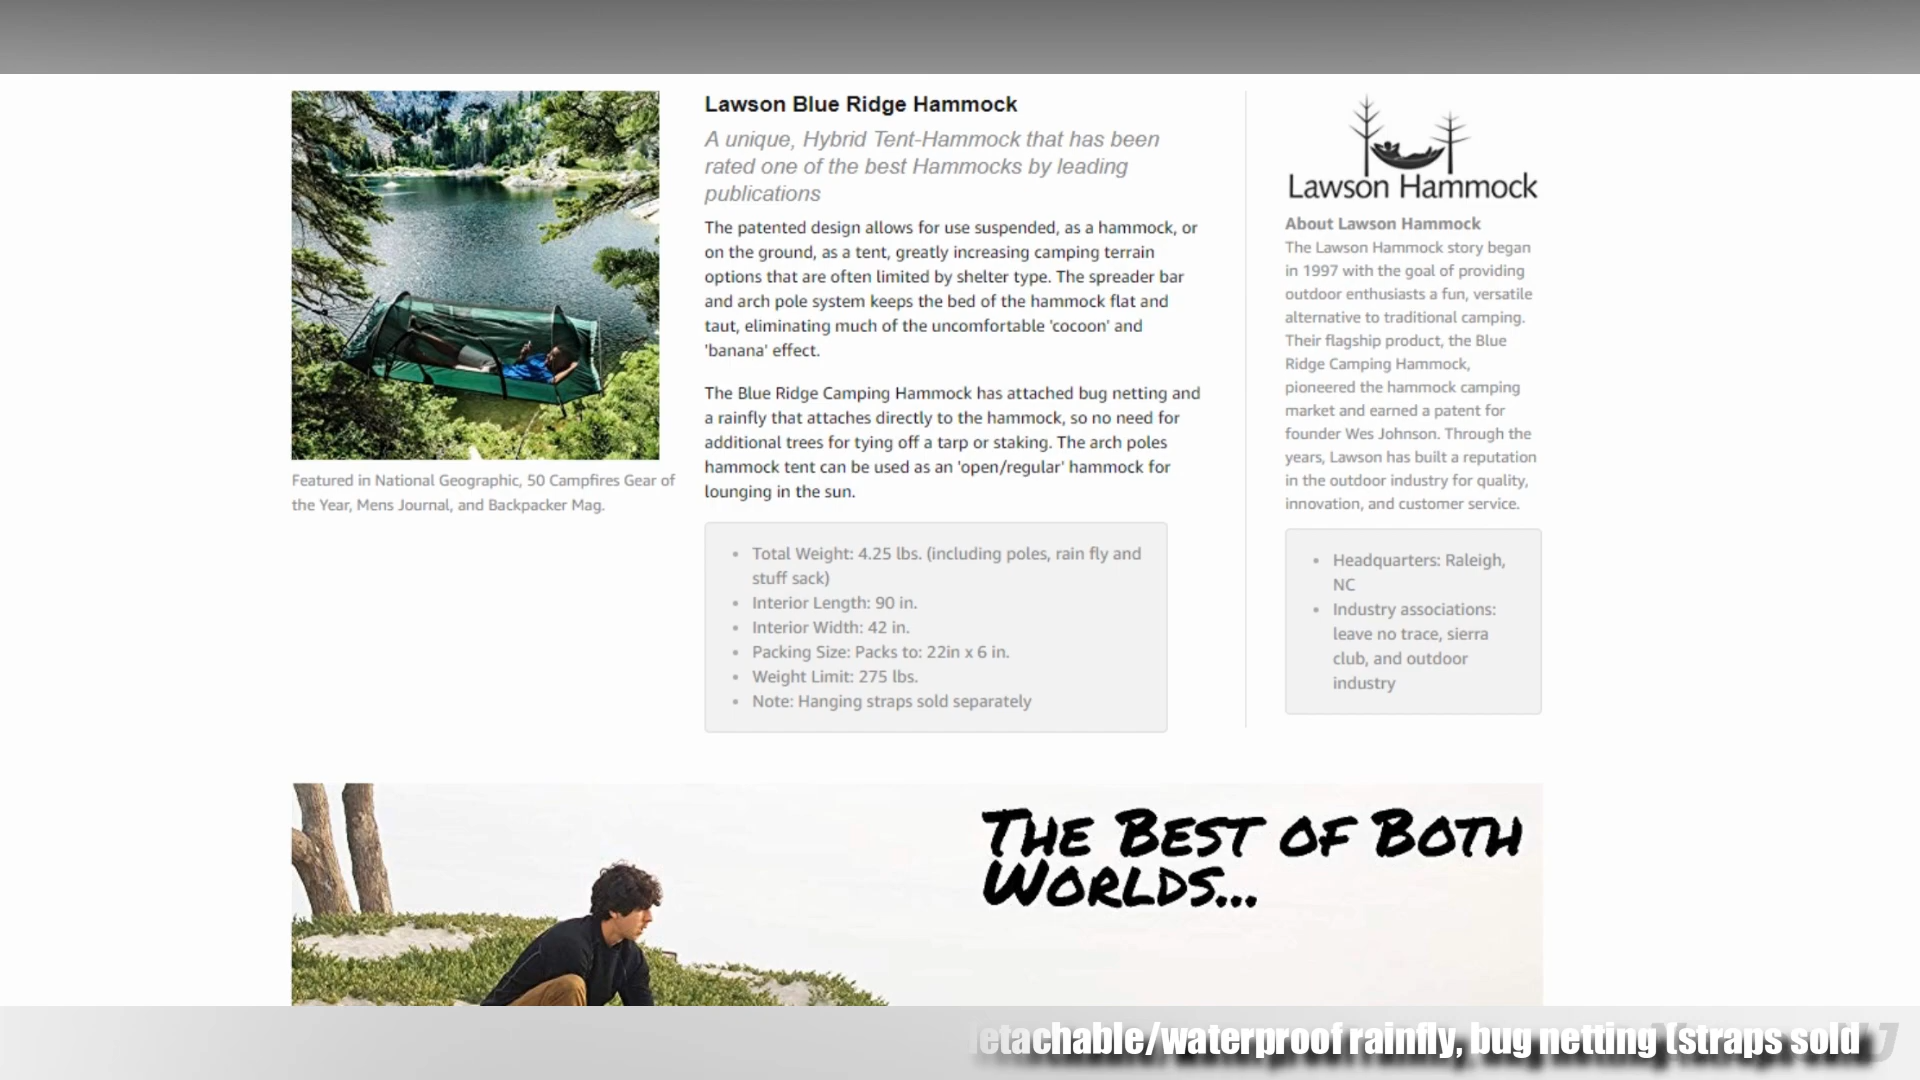 Lawson Blue Ridge Hammock
A unique, Hybrid Tent-Hammock that has been
rated one of the best Hammocks by leading
publications
The patented design allows for use suspended, as a hammock, or
on the ground, as a tent, greatly increasing camping terrain
options that are often limited by shelter type. The spreader bar
and arch pole system keeps the bed of the hammock flat and
taut, eliminating much of the uncomfortable 'cocoon' and
'banana' effect.
The Blue Ridge Camping Hammock has attached bug netting and
a rainfly that attaches directly to the hammock, so no need for
additional trees for tying off a tarp or staking. The arch poles
hammock tent can be used as an 'open/regular' hammock for
lounging in the sun.
Featured in National Geographic, 50 Campfires Gear of
the Year, Mens Journal, and Backpacker Mag.
• Total Weight: 4.25 lbs. (including poles, rain fly and
stuff sack)
• Interior Length: 90 in.
• Interior Width: 42 in.
• Packing Size: Packs to: 22in x 6 in.
• Weight Limit: 275 lbs.
• Note: Hanging straps sold separately
Lawson Hammock
About Lawson Hammock
The Lawson Hammock story began
in 1997 with the goal of providing
outdoor enthusiasts a fun, versatile
alternative to traditional camping.
Their flagship product, the Blue
Ridge Camping Hammock,
pioneered the hammock camping
market and earned a patent for
founder Wes Johnson. Through the
years, Lawson has built a reputation
in the outdoor industry for quality,
innovation, and customer service.
• Headquarters: Raleigh,
NC
• Industry associations:
leave no trace, sierra
club, and outdoor
industry
The Best of Both
Worlds...
etachable/waterproof rainfly, bug netting (straps sold